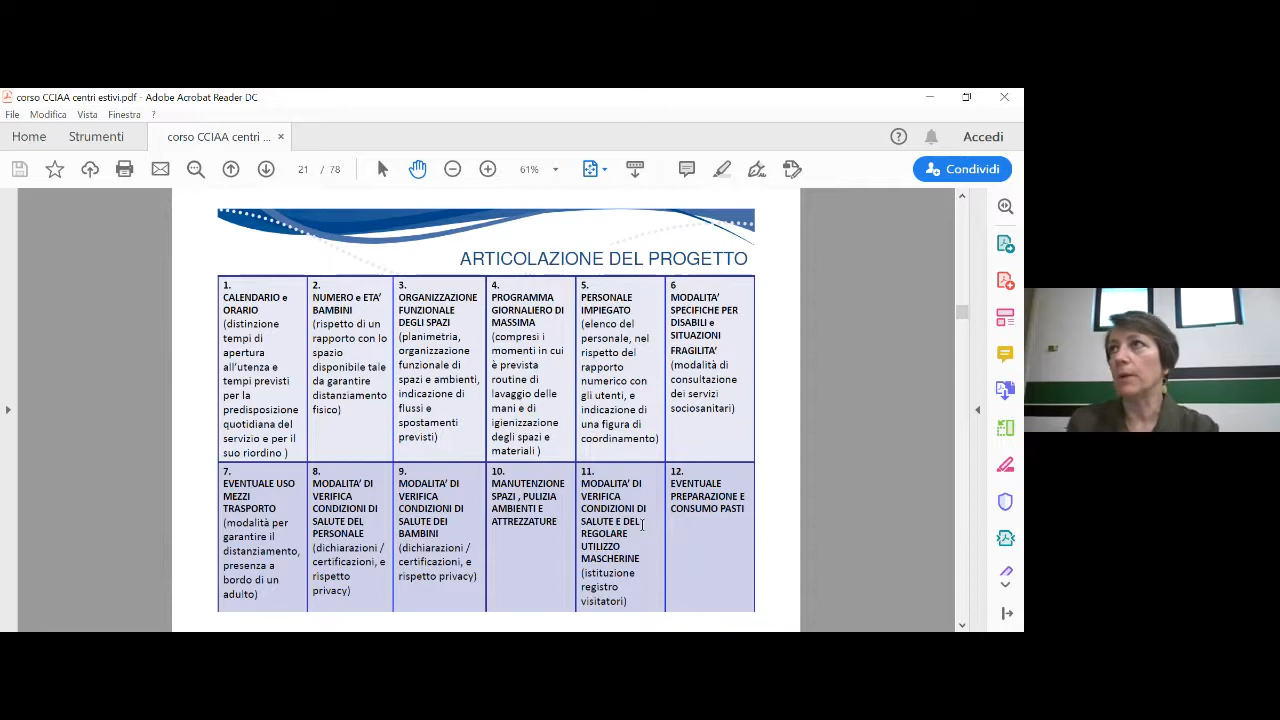 corso CCIAA centri estivi.pdf - Adobe Acrobat Reader DC
File Modifica Vista Finestra ?
Home Strumenti corso CCIAA centri ... × Accedi
21 / 78 61% Condividi
ARTICOLAZIONE DEL PROGETTO
1.
CALENDARIO e
ORARIO
(distinzione
tempi di
apertura
all'utenza e
tempi previsti
per la
predisposizione
quotidiana del
servizio e per il
suo riordino )
2.
NUMERO e ETA'
BAMBINI
(rispetto di un
rapporto con lo
spazio
disponibile tale
da garantire
distanziamento
fisico)
3.
ORGANIZZAZIONE
FUNZIONALE
DEGLI SPAZI
(planimetria,
organizzazione
funzionale di
spazi e ambienti,
indicazione di
flussi e
spostamenti
previsti)
4.
PROGRAMMA
GIORNALIERO DI
MASSIMA
(compresi i
momenti in cui
è prevista
routine di
lavaggio delle
mani e di
igienizzazione
degli spazi e
materiali )
5.
PERSONALE
IMPIEGATO
(elenco del
personale, nel
rispetto del
rapporto
numerico con
gli utenti, e
indicazione di
una figura di
coordinamento)
6
MODALITA'
SPECIFICHE PER
DISABILI e
SITUAZIONI
FRAGILITA'
(modalità di
consultazione
dei servizi
sociosanitari)
7.
EVENTUALE USO
MEZZI
TRASPORTO
(modalità per
garantire il
distanziamento,
presenza a
bordo di un
adulto)
8.
MODALITA' DI
VERIFICA
CONDIZIONI DI
SALUTE DEL
PERSONALE
(dichiarazioni /
certificazioni, e
rispetto
privacy)
9.
MODALITA' DI
VERIFICA
CONDIZIONI DI
SALUTE DEI
BAMBINI
(dichiarazioni /
certificazioni, e
rispetto privacy)
10.
MANUTENZIONE
SPAZI , PULIZIA
AMBIENTI E
ATTREZZATURE
11.
MODALITA' DI
VERIFICA
CONDIZIONI DI
SALUTE E DEL
REGOLARE
UTILIZZO
MASCHERINE
(istituzione
registro
visitatori)
12.
EVENTUALE
PREPARAZIONE E
CONSUMO PASTI